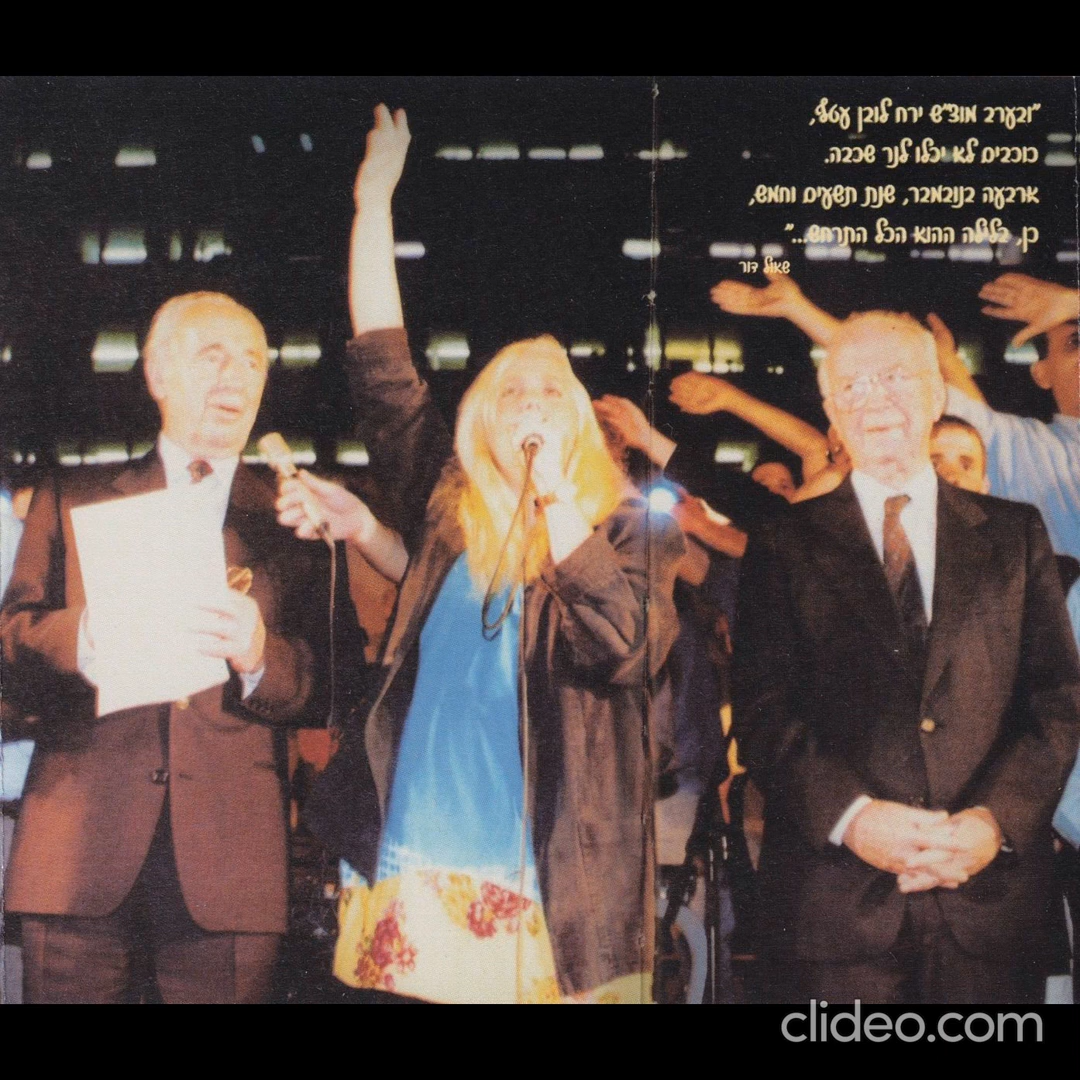 "ובערב מוצ"ש ירח לובן עטף,
כוכבים לא יכלו לנר שכבה.
ארבעה בנובמבר, שנת תשעים וחמש,
כן, בלילה ההוא הכל התרחש..."
שאול דור
clideo.com